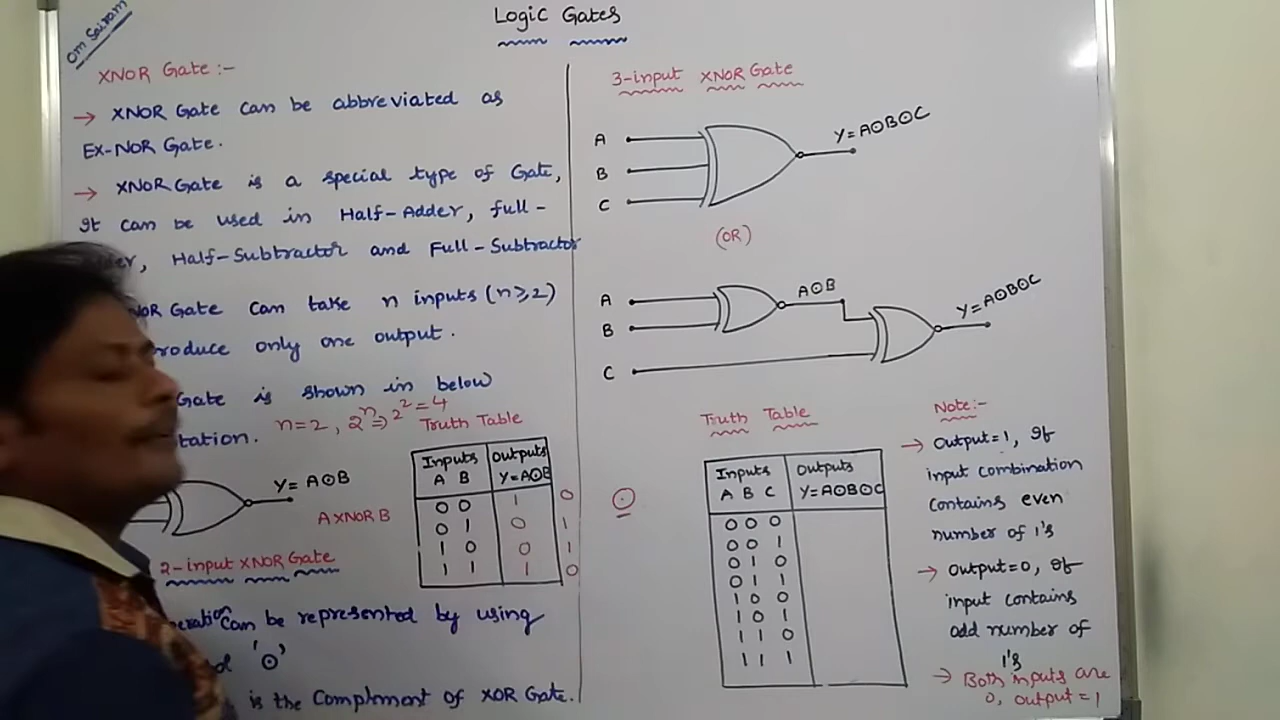 Om Sairam
Logic Gates
XNOR Gate :-
→ XNOR Gate can be abbreviated as
EX-NOR Gate.
→ XNOR Gate is a special type of Gate,
It can be used in Half-Adder, full-
Half-Subtractor and Full-Subtractor
Gate can take n inputs (n≥2)
only one output.
Gate is shown in below
n=2, 2^n ⇒ 2^2 = 4
Y = A⊙B
A XNOR B
2-input XNOR Gate
Truth Table
Inputs Outputs
A B Y=A⊙B
0 0 1 0
0 1 0 1
1 0 0 1
1 1 1 0
can be represented by using
'⊙'
is the Complment of XOR Gate.
3-input XNOR Gate
A
B
C
Y=A⊙B⊙C
(OR)
A
B
C
A⊙B
Y=A⊙B⊙C
⊙
Truth Table
Inputs Outputs
A B C Y=A⊙B⊙C
0 0 0
0 0 1
0 1 0
0 1 1
1 0 0
1 0 1
1 1 0
1 1 1
Note:-
→ Output=1, If
input combination
contains even
number of 1's
→ Output=0, If
input contains
odd number of
1's
→ Both inputs are
0, output=1